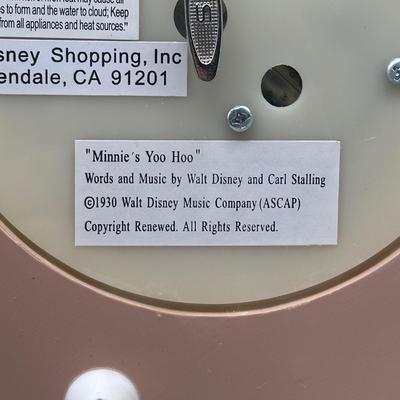 es to form and the water to cloud; Keep
from all appliances and heat sources."
sney Shopping, Inc
endale, CA 91201
S
"Minnie's Yoo Hoo"
Words and Music by Walt Disney and Carl Stalling
©1930 Walt Disney Music Company(ASCAP)
Copyright Renewed. All Rights Reserved.